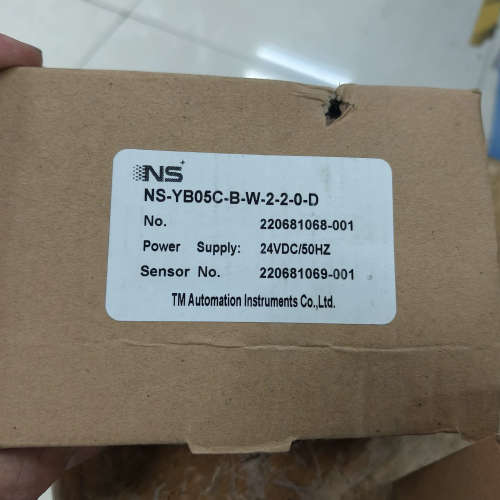 NS
NS-YB05C-B-W-2-2-0-D
No. 220681068-001
Power Supply: 24VDC/50HZ
Sensor No. 220681069-001
TM Automation Instruments Co.,Ltd.